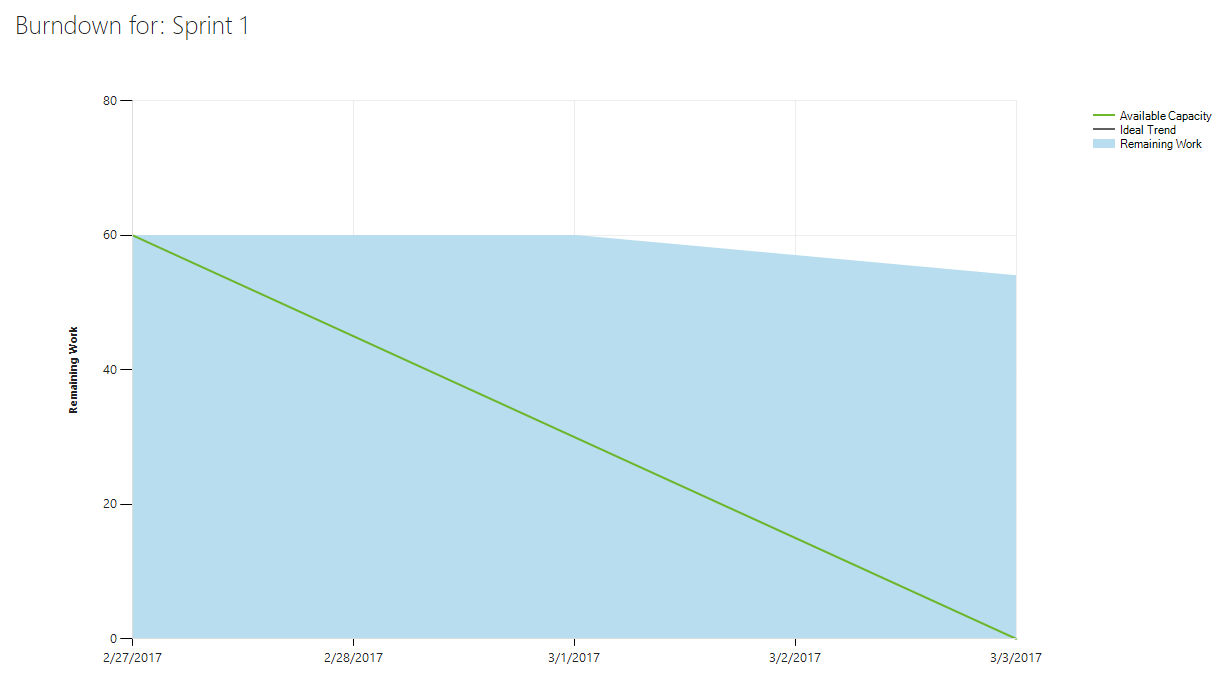 Burndown for: Sprint 1
80
60
40
20
0
Remaining Work
2/27/2017
2/28/2017
3/1/2017
3/2/2017
3/3/2017
Available Capacity
Ideal Trend
Remaining Work